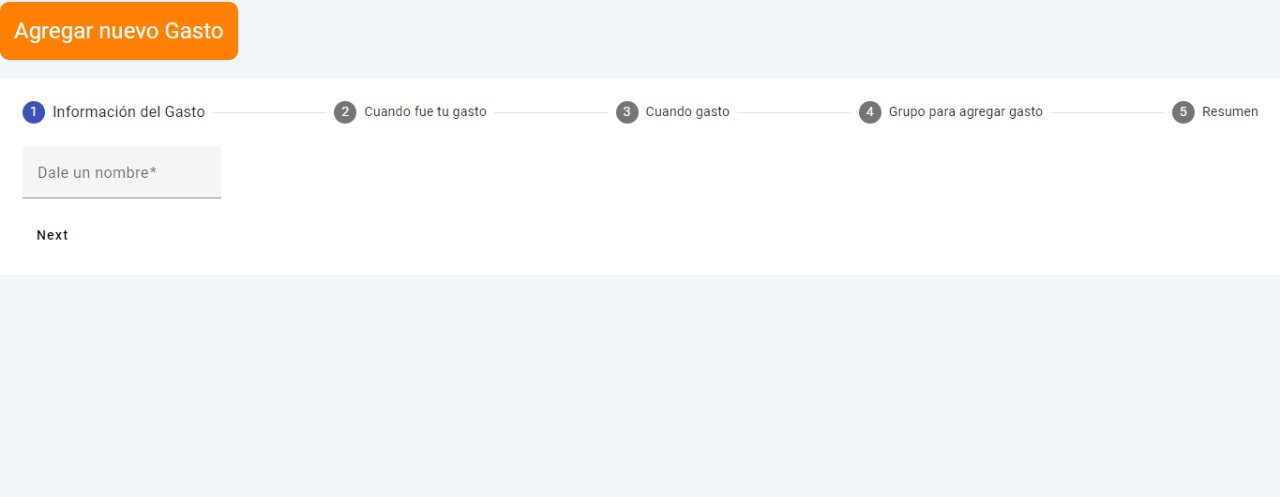 Agregar nuevo Gasto
1 Información del Gasto 2 Cuando fue tu gasto 3 Cuando gasto 4 Grupo para agregar gasto 5 Resumen
Dale un nombre*
Next